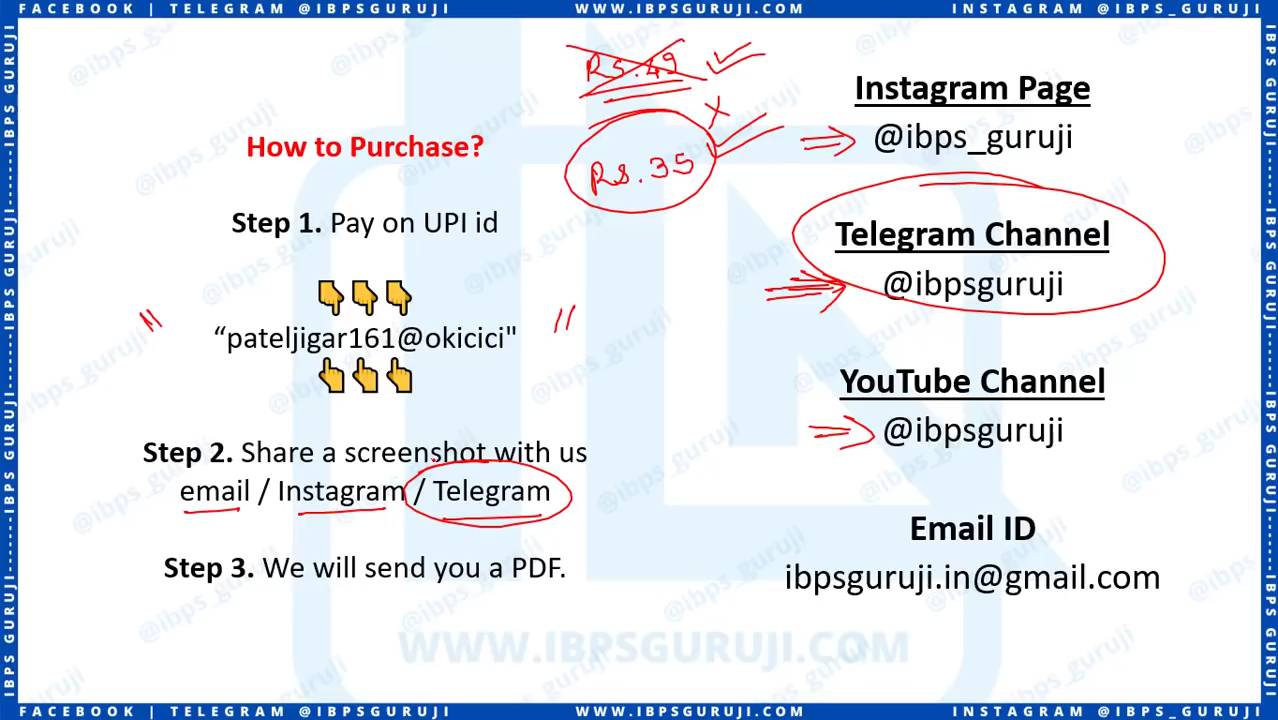 FACEBOOK | TELEGRAM @IBPSGURUJI WWW.IBPSGURUJI.COM INSTAGRAM @IBPS_GURUJI
Rs.49
Rs.35
How to Purchase?
Step 1. Pay on UPI id
“pateljigar161@okicici"
Step 2. Share a screenshot with us
email / Instagram / Telegram
Step 3. We will send you a PDF.
Instagram Page
@ibps_guruji
Telegram Channel
@ibpsguruji
YouTube Channel
@ibpsguruji
Email ID
ibpsguruji.in@gmail.com
WWW.IBPSGURUJI.COM
FACEBOOK | TELEGRAM @IBPSGURUJI WWW.IBPSGURUJI.COM INSTAGRAM @IBPS_GURUJI